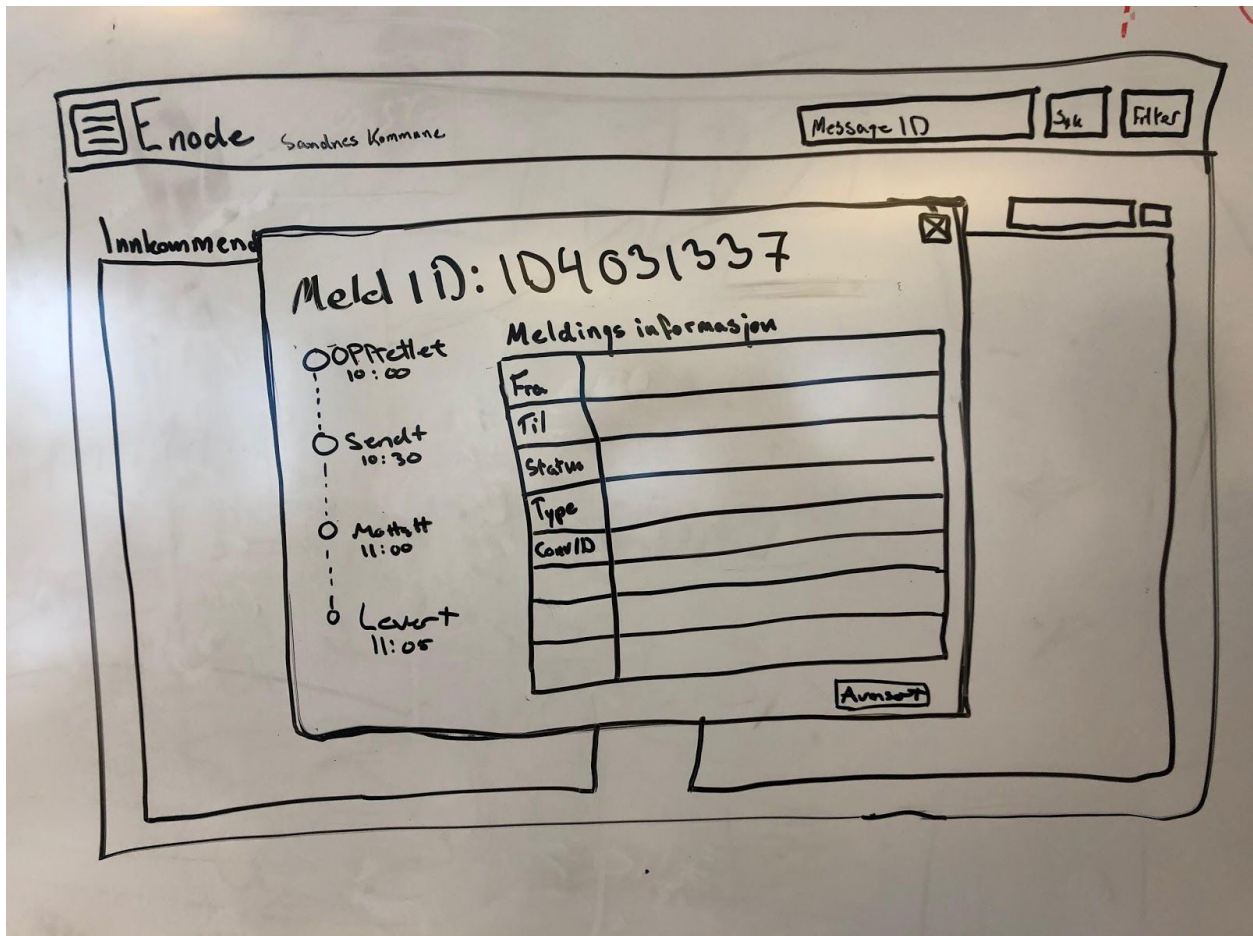 Enode Sandnes Kommune Message ID Søk Filter
Innkommend
Meld ID: 104031337
Opprettet
10:00
Sendt
10:30
Mottatt
11:00
Levert
11:05
Meldings informasjon
Fra
Til
Status
Type
ConvID
Avansert